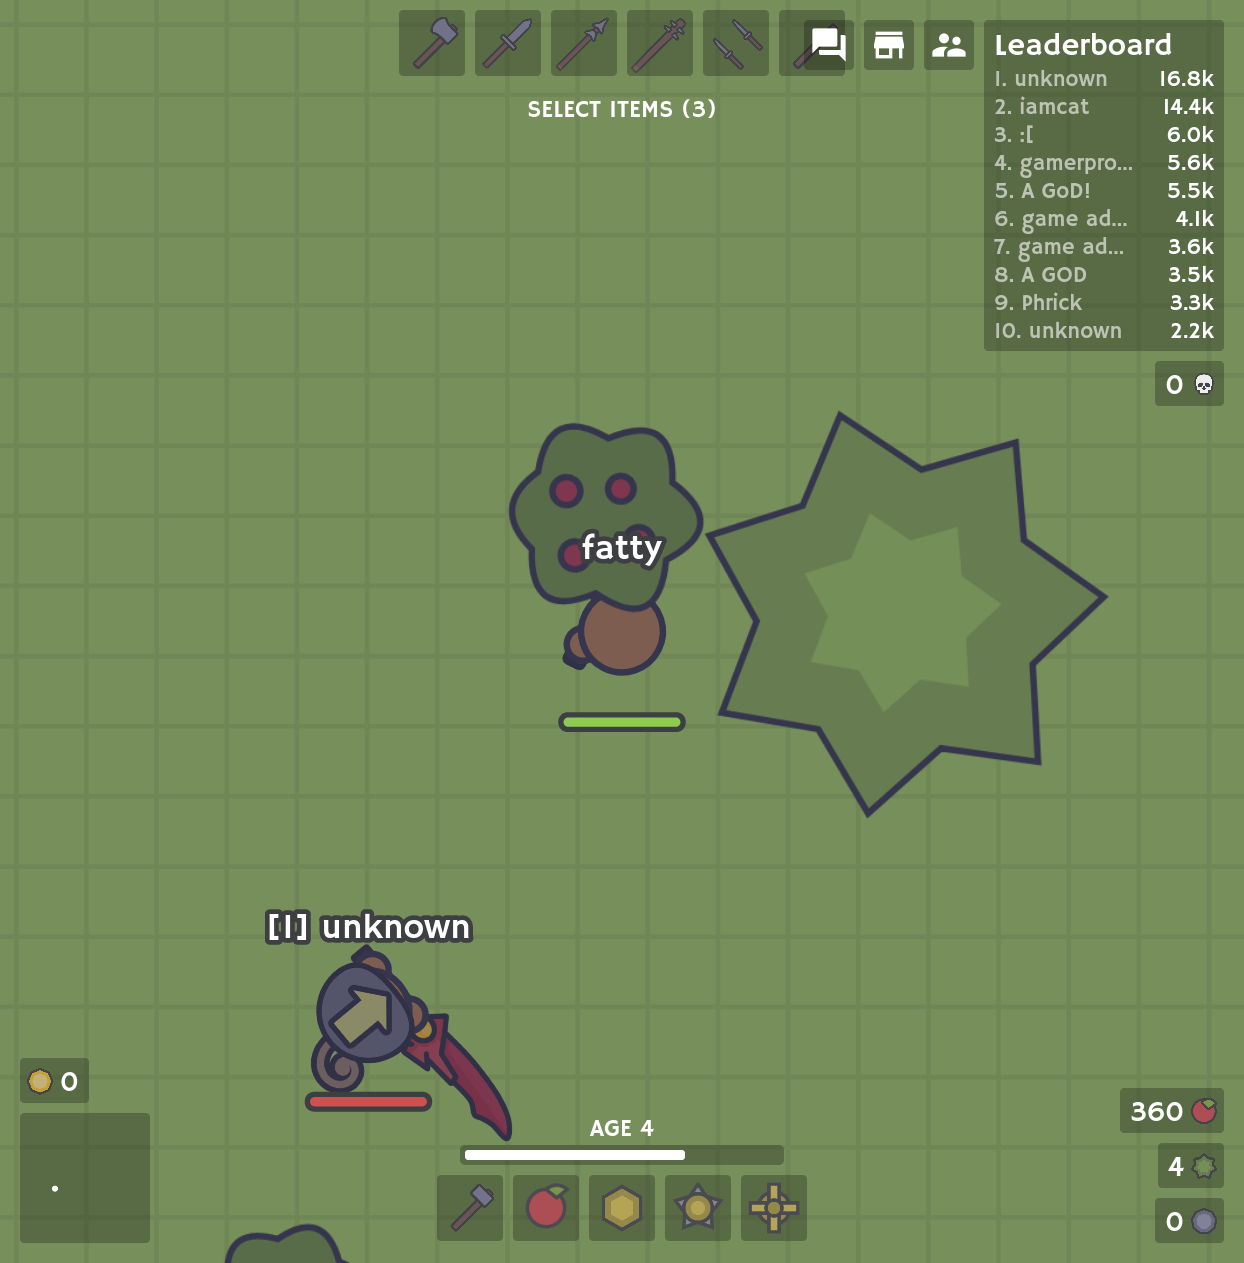 SELECT ITEMS (3)
Leaderboard
1. unknown 16.8k
2. iamcat 14.4k
3. :[ 6.0k
4. gamerpro... 5.6k
5. A GoD! 5.5k
6. game ad... 4.1k
7. game ad... 3.6k
8. A GOD 3.5k
9. Phrick 3.3k
10. unknown 2.2k
0
fatty
[I] unknown
0
AGE 4
360
4
0